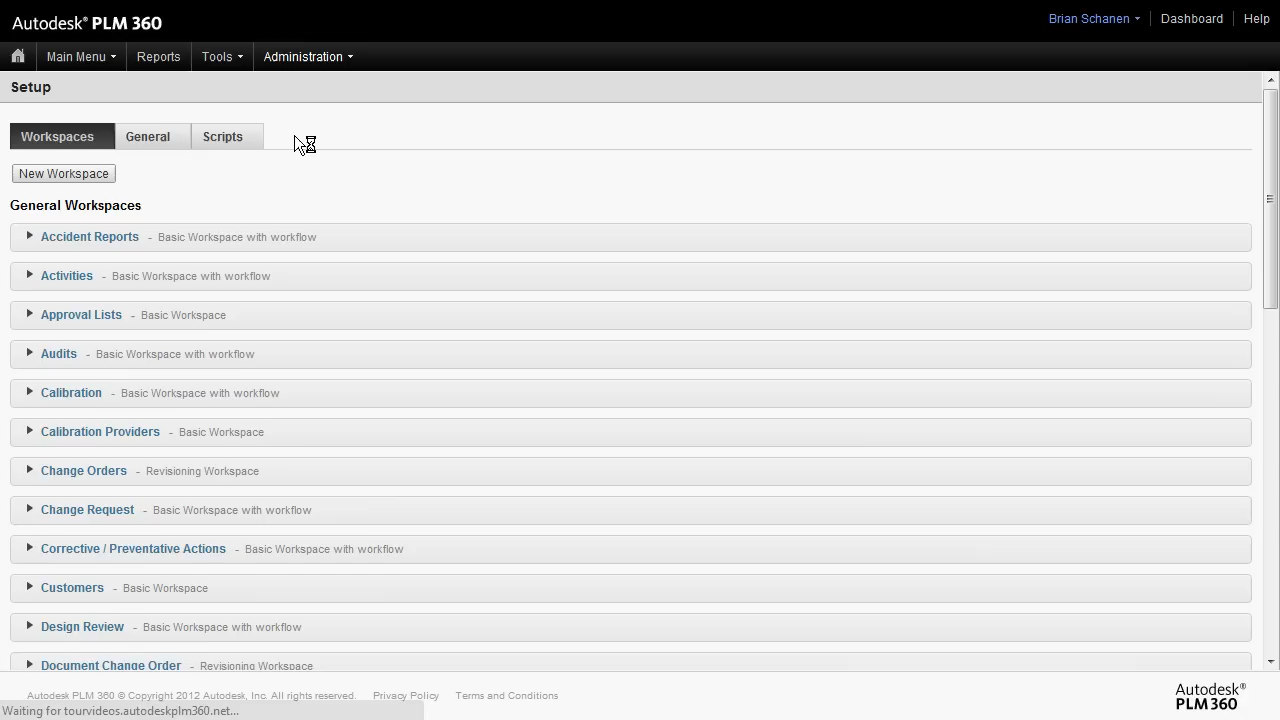 Autodesk® PLM 360
Brian Schanen Dashboard Help
Main Menu Reports Tools Administration
Setup
Workspaces General Scripts
New Workspace
General Workspaces
Accident Reports - Basic Workspace with workflow
Activities - Basic Workspace with workflow
Approval Lists - Basic Workspace
Audits - Basic Workspace with workflow
Calibration - Basic Workspace with workflow
Calibration Providers - Basic Workspace
Change Orders - Revisioning Workspace
Change Request - Basic Workspace with workflow
Corrective / Preventative Actions - Basic Workspace with workflow
Customers - Basic Workspace
Design Review - Basic Workspace with workflow
Document Change Order - Revisioning Workspace
Autodesk PLM 360 © Copyright 2012 Autodesk, Inc. All rights reserved. Privacy Policy Terms and Conditions
Autodesk®
PLM 360
Waiting for tourvideos.autodeskplm360.net...